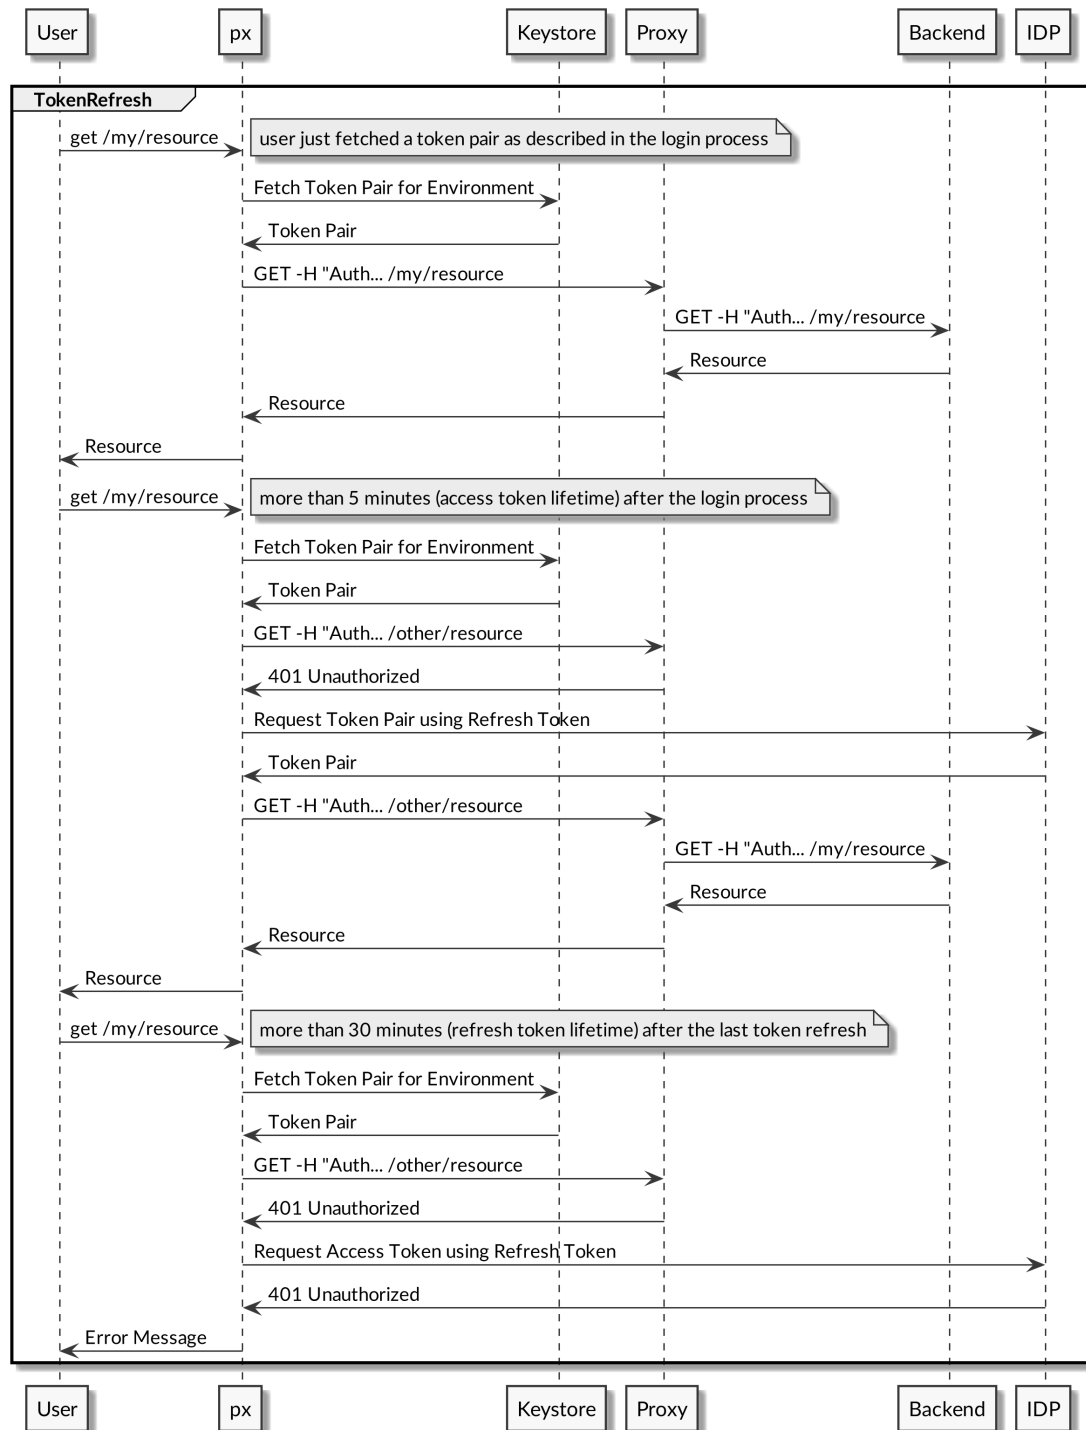 User px Keystore Proxy Backend IDP
TokenRefresh
get /my/resource
user just fetched a token pair as described in the login process
Fetch Token Pair for Environment
Token Pair
GET -H "Auth... /my/resource
GET -H "Auth... /my/resource
Resource
Resource
Resource
get /my/resource
more than 5 minutes (access token lifetime) after the login process
Fetch Token Pair for Environment
Token Pair
GET -H "Auth... /other/resource
401 Unauthorized
Request Token Pair using Refresh Token
Token Pair
GET -H "Auth... /other/resource
GET -H "Auth... /my/resource
Resource
Resource
Resource
get /my/resource
more than 30 minutes (refresh token lifetime) after the last token refresh
Fetch Token Pair for Environment
Token Pair
GET -H "Auth... /other/resource
401 Unauthorized
Request Access Token using Refresh Token
401 Unauthorized
Error Message
User px Keystore Proxy Backend IDP